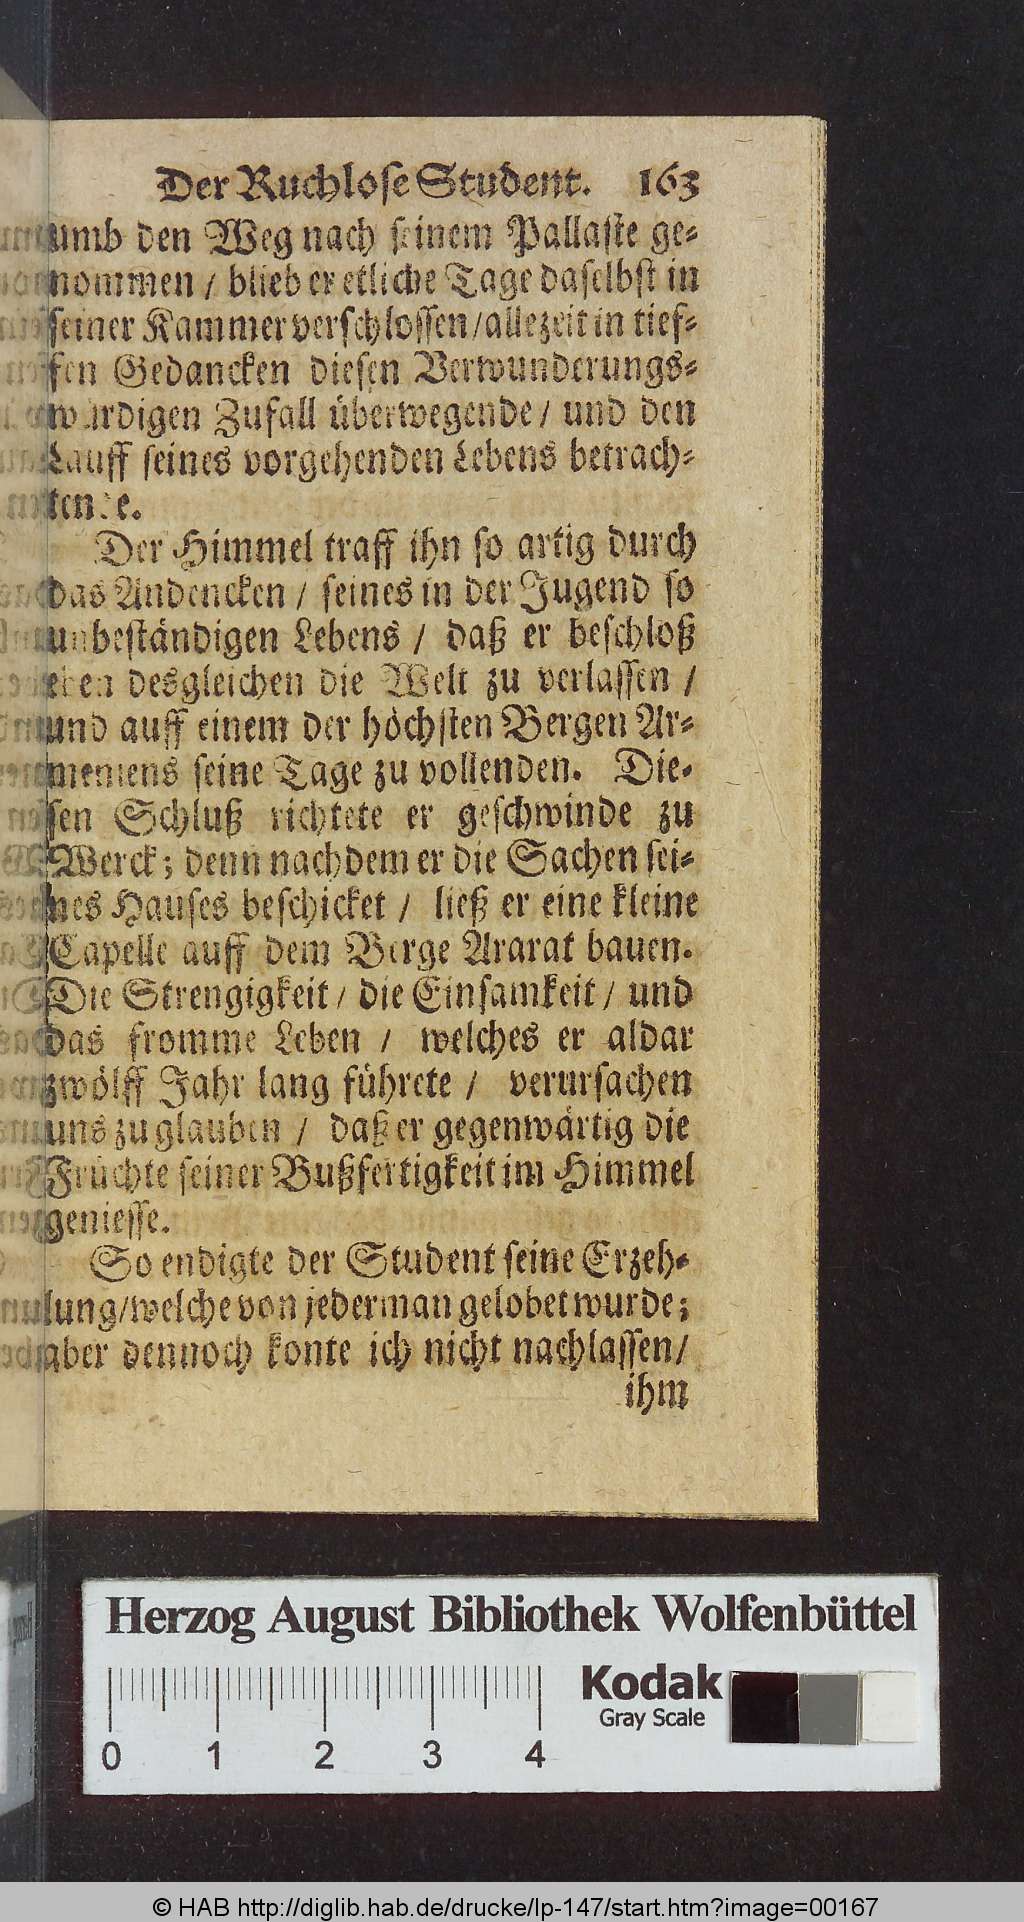 Der Ruchlose Student. 163
umb den Weg nach seinem Pallaste ge-
nommen / blieb er etliche Tage daselbst in
seiner Kammer verschlossen / allezeit in tief-
fen Gedancken diesen Verwunderungs-
würdigen Zufall überwegende / und den
Lauff seines vorgehenden Lebens betrach-
tende.
Der Himmel traff ihn so artig durch
das Andencken / seines in der Jugend so
unbeständigen Lebens / daß er beschloß
eben desgleichen die Welt zu verlassen /
und auff einem der höchsten Bergen Ar-
meniens seine Tage zu vollenden. Die-
sen Schluß richtete er geschwinde zu
Werck; denn nachdem er die Sachen sei-
nes Hauses beschicket / ließ er eine kleine
Capelle auff dem Berge Ararat bauen.
Die Strengigkeit / die Einsamkeit / und
das fromme Leben / welches er aldar
zwölff Jahr lang führete / verursachen
uns zu glauben / daß er gegenwärtig die
Früchte seiner Bußfertigkeit im Himmel
geniesse.
So endigte der Student seine Erzeh-
lung / welche von jederman gelobet wurde;
aber dennoch konte ich nicht nachlassen /
ihm
Herzog August Bibliothek Wolfenbüttel
Kodak
Gray Scale
0 1 2 3 4
© HAB http://diglib.hab.de/drucke/lp-147/start.htm?image=00167